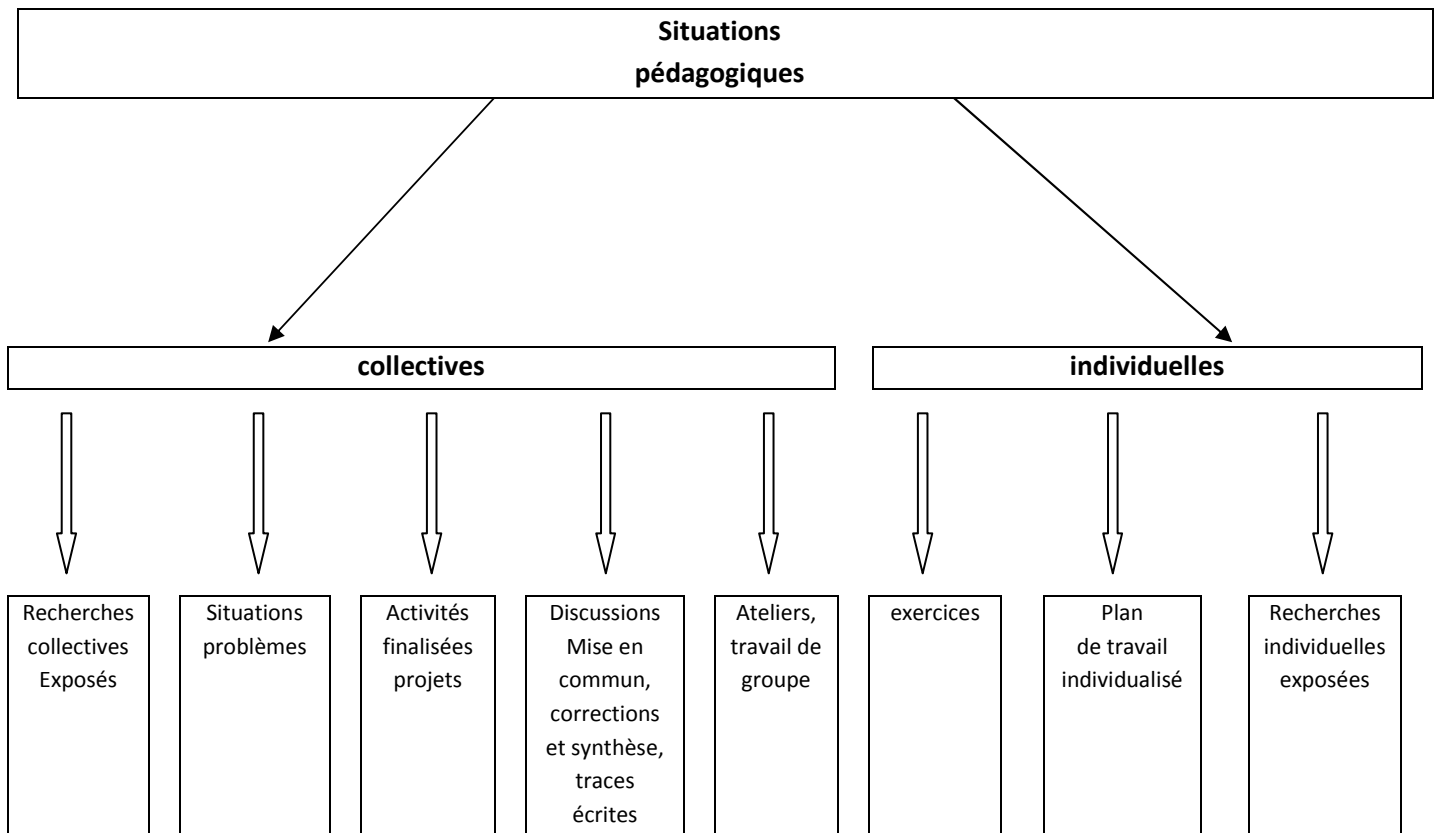 Situations
pédagogiques
collectives
individuelles
Recherches
collectives
Exposés
Situations
problèmes
Activités
finalisées
projets
Discussions
Mise en
commun,
corrections
et synthèse,
traces
écrites
Ateliers,
travail de
groupe
exercices
Plan
de travail
individualisé
Recherches
individuelles
exposées